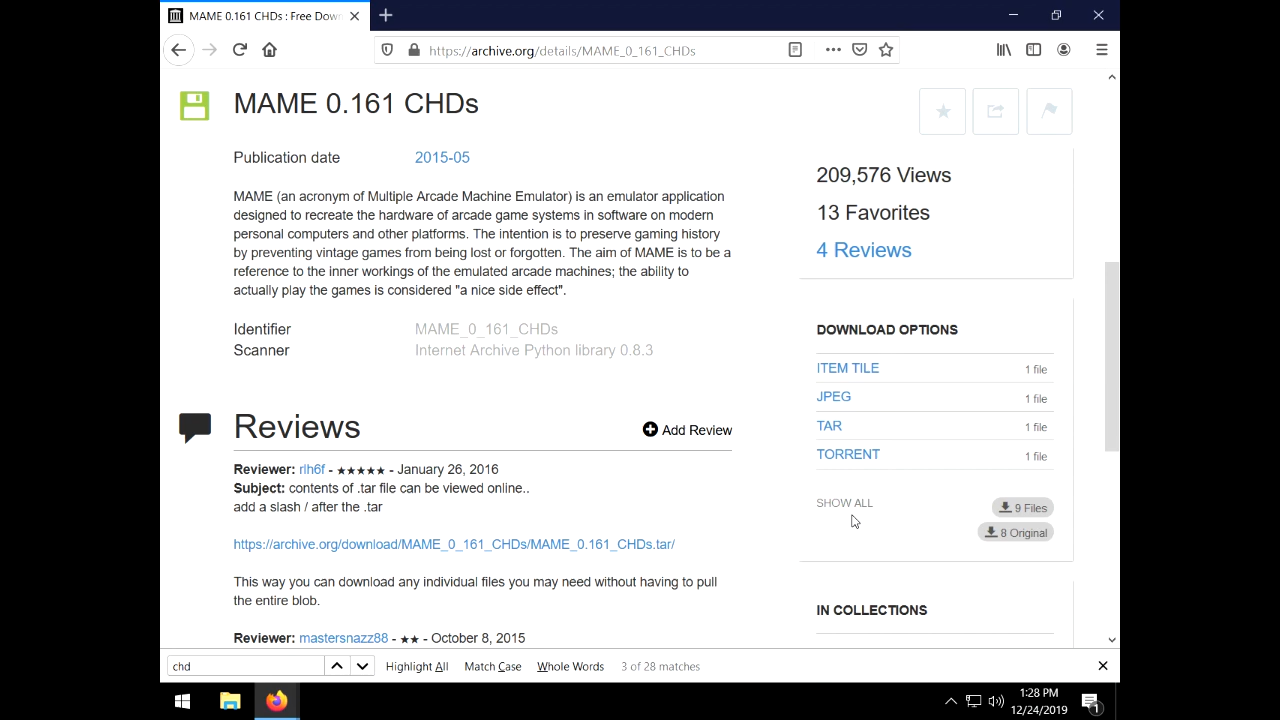 MAME 0.161 CHDs : Free Down
https://archive.org/details/MAME_0_161_CHDs
MAME 0.161 CHDs
Publication date 2015-05
MAME (an acronym of Multiple Arcade Machine Emulator) is an emulator application
designed to recreate the hardware of arcade game systems in software on modern
personal computers and other platforms. The intention is to preserve gaming history
by preventing vintage games from being lost or forgotten. The aim of MAME is to be a
reference to the inner workings of the emulated arcade machines; the ability to
actually play the games is considered "a nice side effect".
Identifier MAME_0_161_CHDs
Scanner Internet Archive Python library 0.8.3
Reviews
Add Review
Reviewer: rlh6f - ★★★★★ - January 26, 2016
Subject: contents of .tar file can be viewed online..
add a slash / after the .tar
https://archive.org/download/MAME_0_161_CHDs/MAME_0.161_CHDs.tar/
This way you can download any individual files you may need without having to pull
the entire blob.
Reviewer: mastersnazz88 - ★★ - October 8, 2015
209,576 Views
13 Favorites
4 Reviews
DOWNLOAD OPTIONS
ITEM TILE 1 file
JPEG 1 file
TAR 1 file
TORRENT 1 file
SHOW ALL
9 Files
8 Original
IN COLLECTIONS
chd Highlight All Match Case Whole Words 3 of 28 matches
1:28 PM
12/24/2019
1